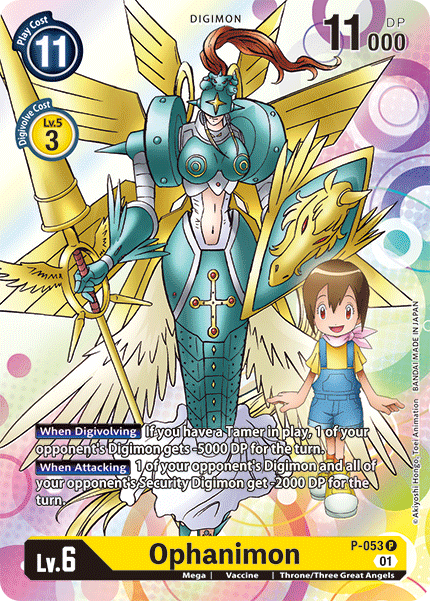 Play Cost
11
DIGIMON
11000
DP
Digivolve Cost
Lv.5
3
When Digivolving If you have a Tamer in play, 1 of your
opponent's Digimon gets -5000 DP for the turn.
When Attacking 1 of your opponent's Digimon and all of
your opponent's Security Digimon get -2000 DP for the
turn.
©Akiyoshi Hongo, Toei Animation BANDAI MADE IN JAPAN
Lv.6
Ophanimon
P-053 P
01
Mega | Vaccine | Throne/Three Great Angels